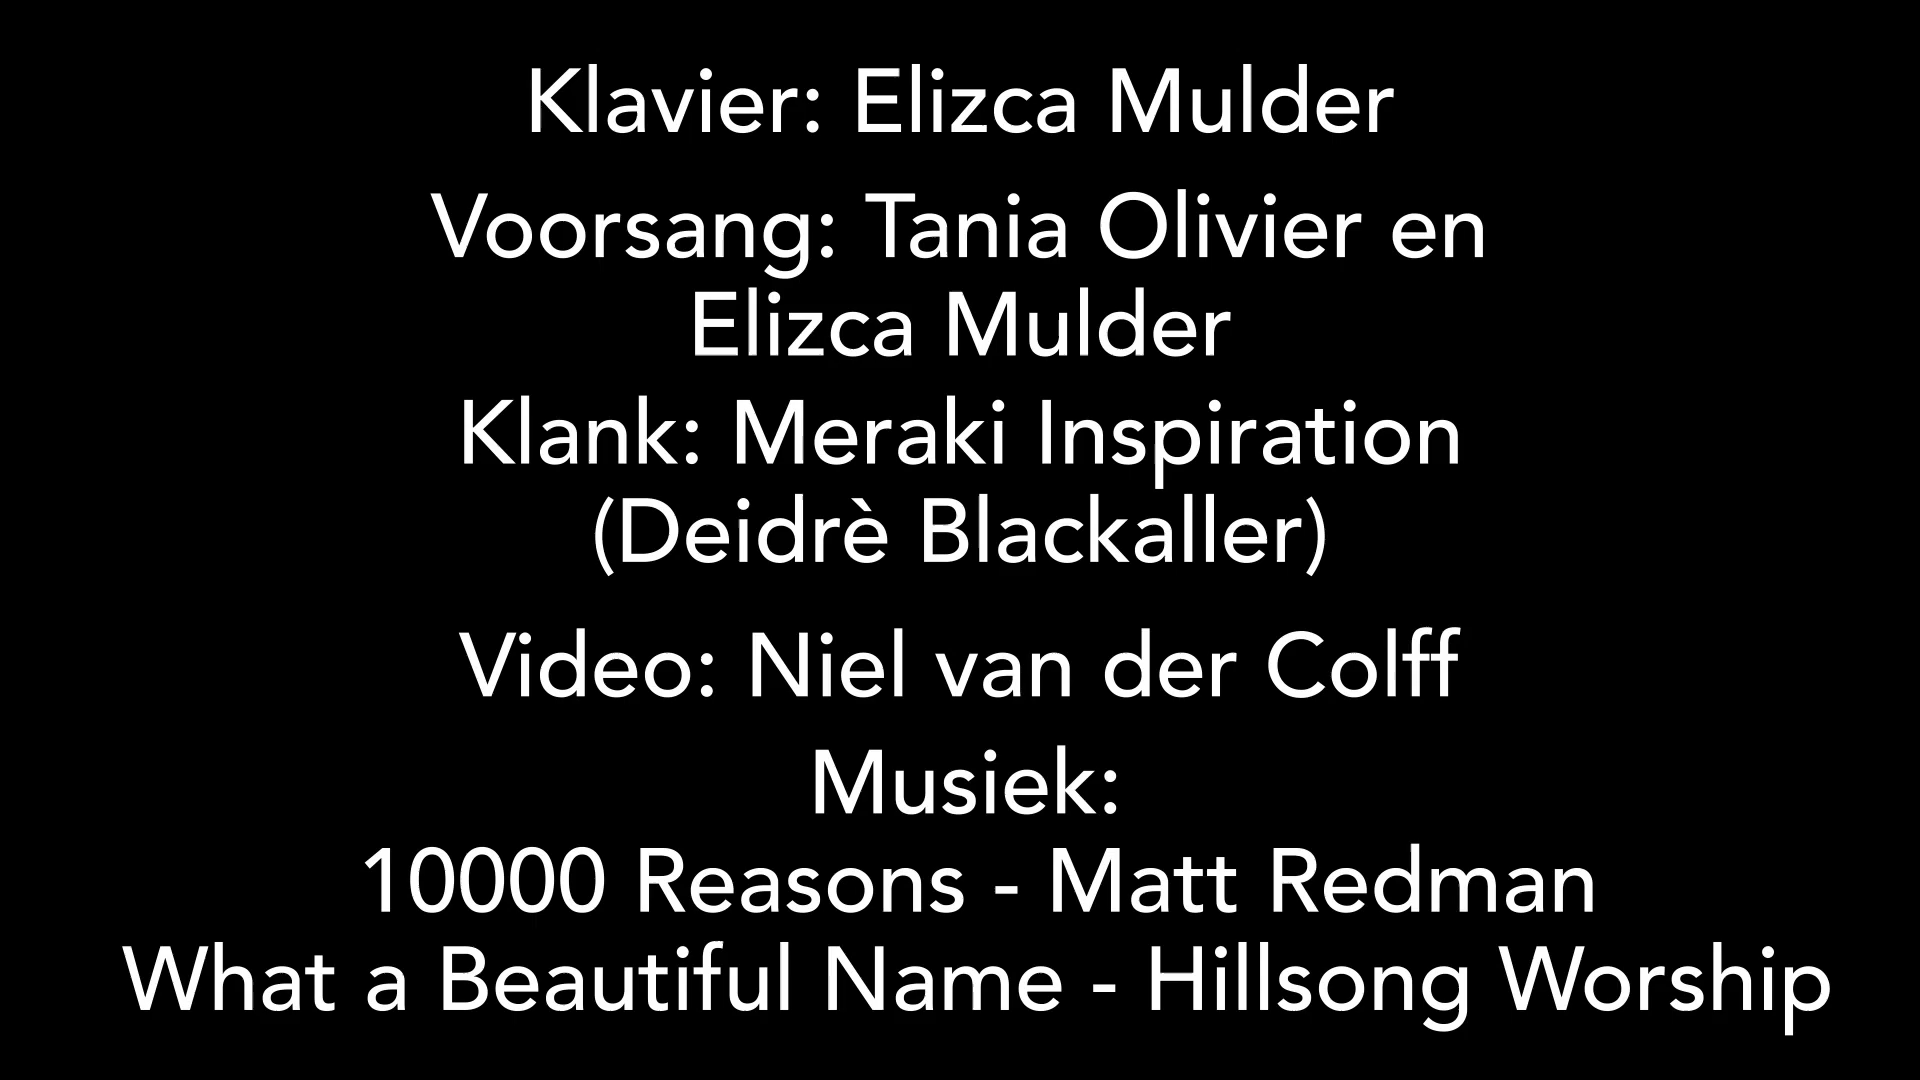 Klavier: Elizca Mulder
Voorsang: Tania Olivier en
Elizca Mulder
Klank: Meraki Inspiration
(Deidrè Blackaller)
Video: Niel van der Colff
Musiek:
10000 Reasons - Matt Redman
What a Beautiful Name - Hillsong Worship